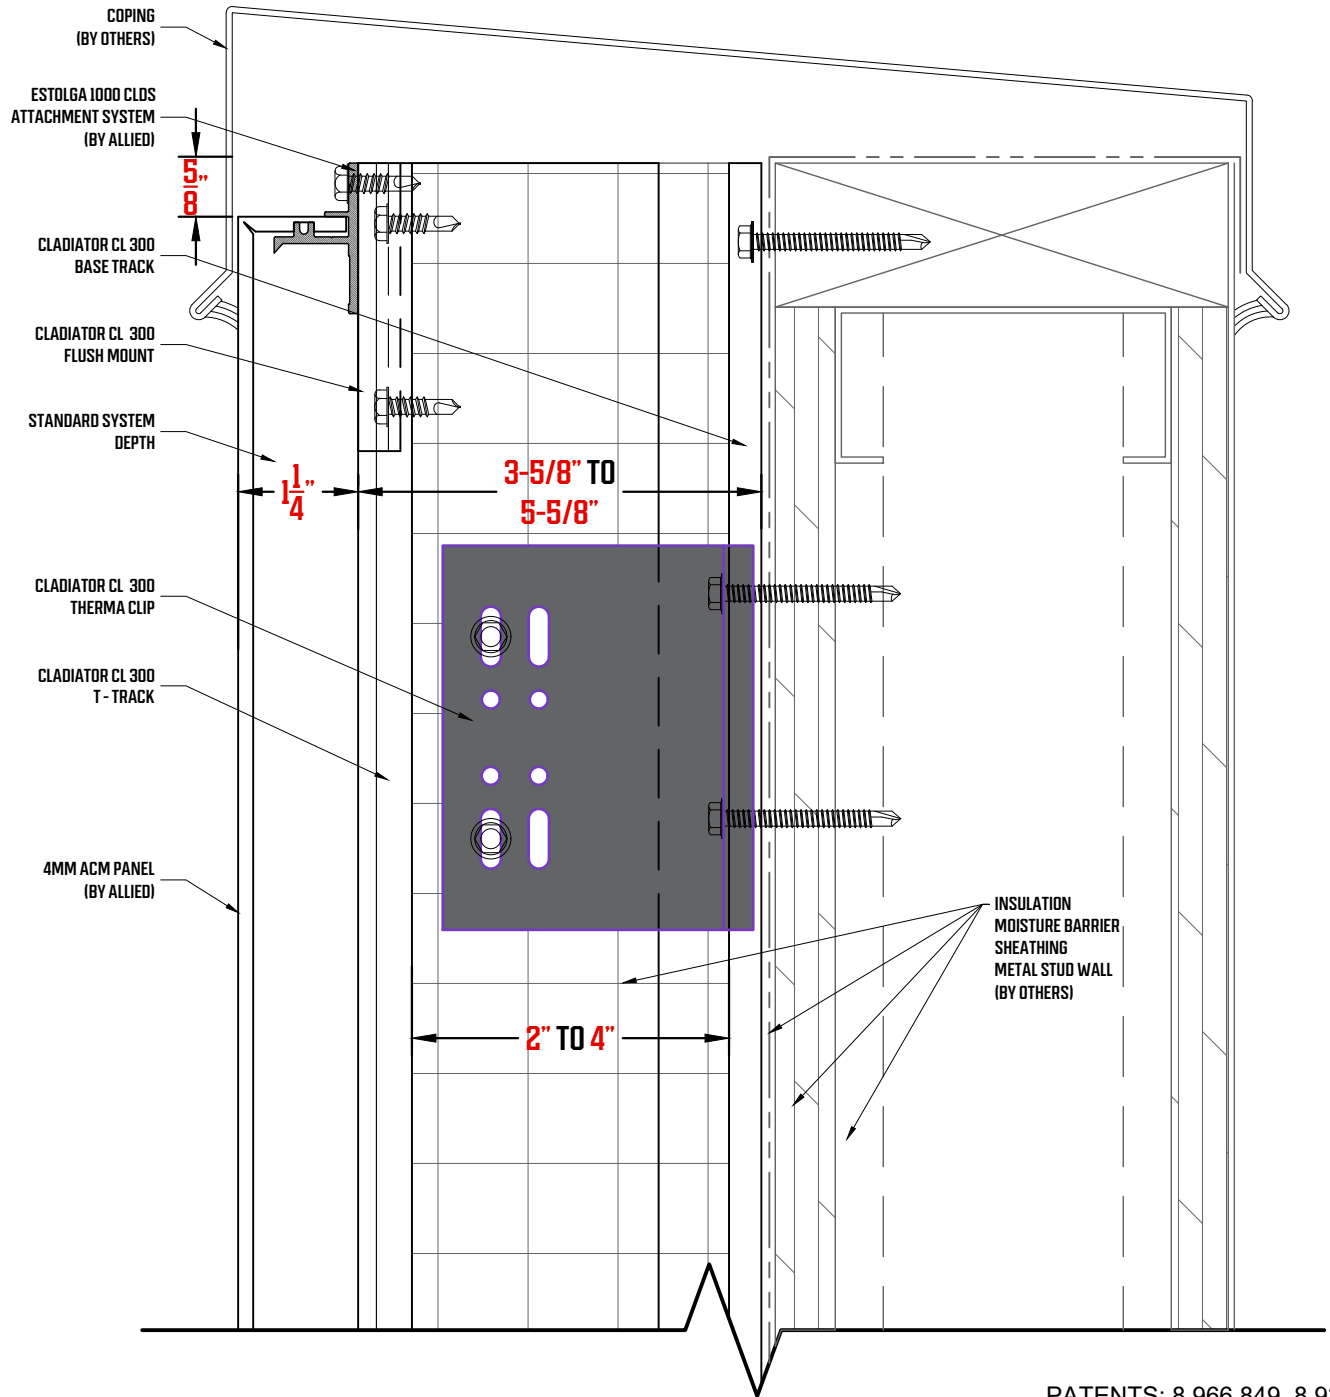 COPING
(BY OTHERS)
ESTOLGA 1000 CLDS
ATTACHMENT SYSTEM
(BY ALLIED)
5/8"
CLADIATOR CL 300
BASE TRACK
CLADIATOR CL 300
FLUSH MOUNT
STANDARD SYSTEM
DEPTH
1 1/4"
3-5/8" TO
5-5/8"
CLADIATOR CL 300
THERMA CLIP
CLADIATOR CL 300
T - TRACK
4MM ACM PANEL
(BY ALLIED)
INSULATION
MOISTURE BARRIER
SHEATHING
METAL STUD WALL
(BY OTHERS)
2" TO 4"
PATENTS: 8,966,849, 8,9